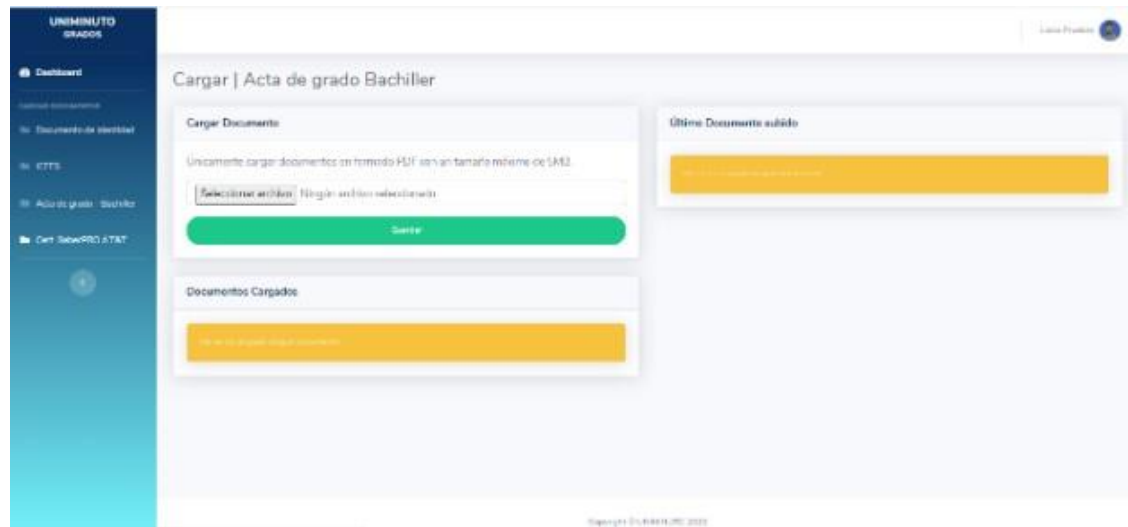 UNIMINUTO
GRADOS
Dashboard
Documento de identidad
Acta de grado - Bachiller
Cert. SaberPRO ó T&T
Cargar | Acta de grado Bachiller
Cargar Documento
Únicamente cargar documentos en formato PDF con un tamaño máximo de 5MB.
Seleccionar archivo Ningún archivo seleccionado
Documentos Cargados
Último Documento subido